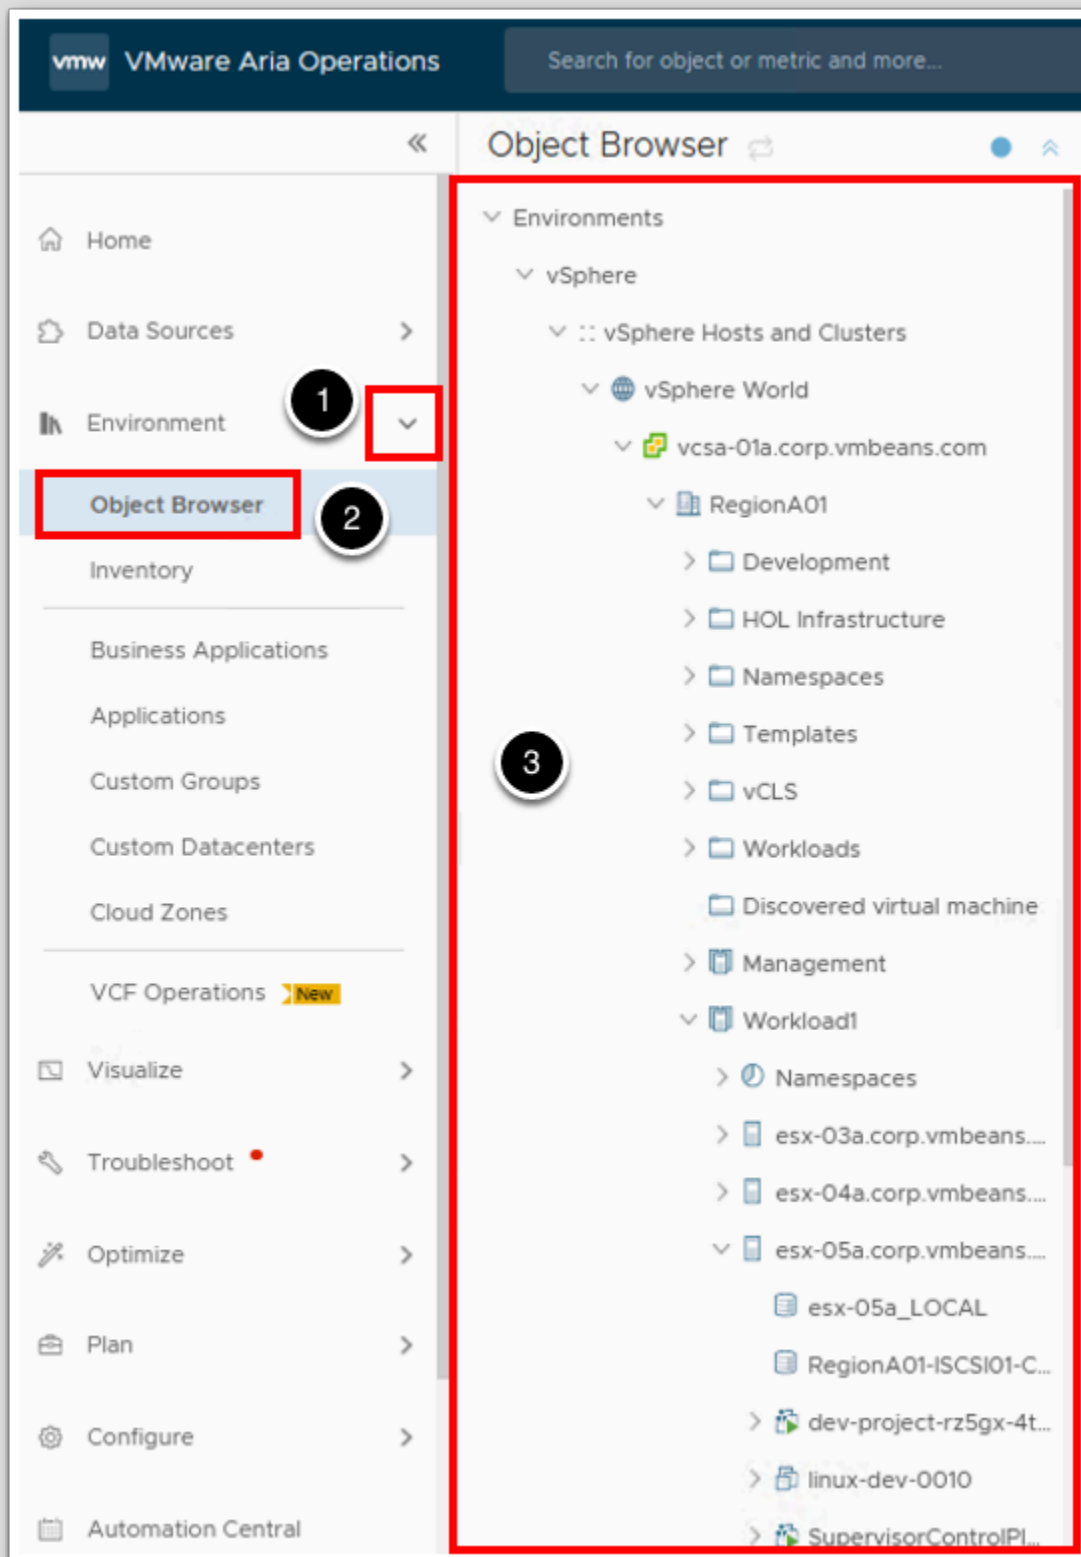 vmw VMware Aria Operations
Search for object or metric and more...
Object Browser
Home
Data Sources
Environment
1
Object Browser
2
Inventory
Business Applications
Applications
Custom Groups
Custom Datacenters
Cloud Zones
VCF Operations New
Visualize
Troubleshoot
Optimize
Plan
Configure
Automation Central
Environments
vSphere
vSphere Hosts and Clusters
vSphere World
vcsa-01a.corp.vmbeans.com
RegionA01
Development
HOL Infrastructure
Namespaces
Templates
3
vCLS
Workloads
Discovered virtual machine
Management
Workload1
Namespaces
esx-03a.corp.vmbeans....
esx-04a.corp.vmbeans....
esx-05a.corp.vmbeans....
esx-05a_LOCAL
RegionA01-ISCSI01-C...
dev-project-rz5gx-4t...
linux-dev-0010
SupervisorControlPl...